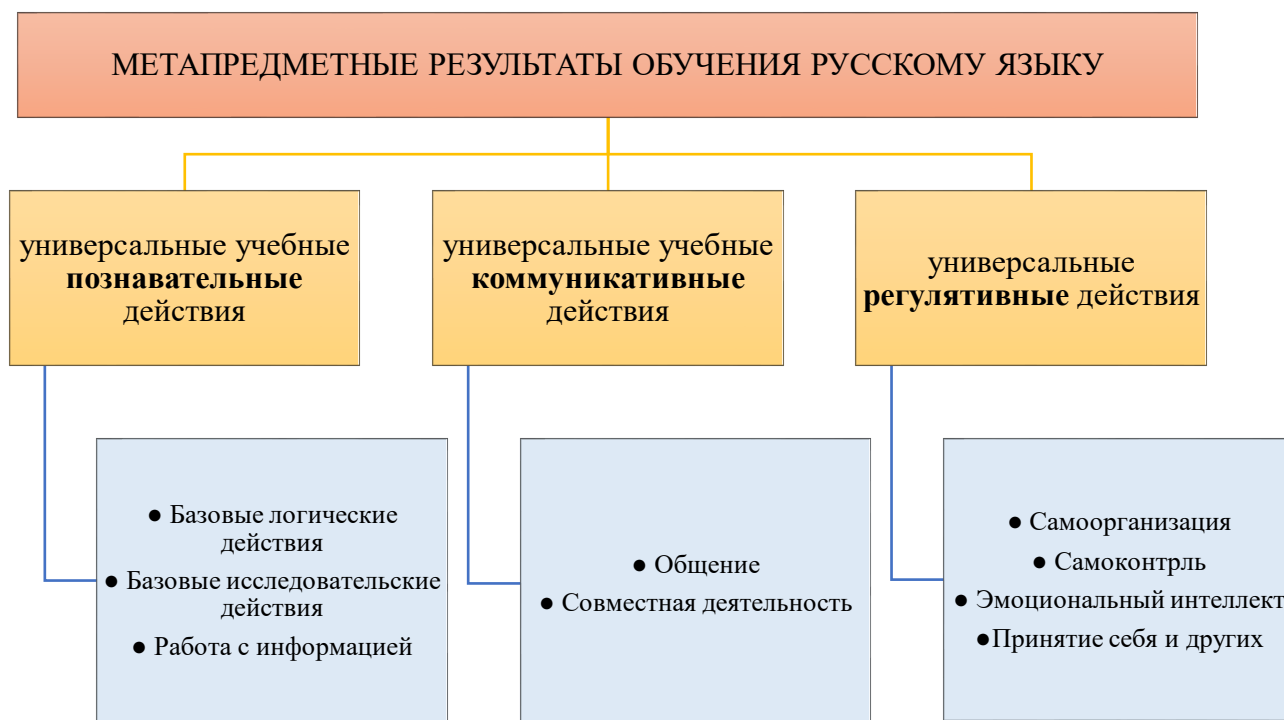 МЕТАПРЕДМЕТНЫЕ РЕЗУЛЬТАТЫ ОБУЧЕНИЯ РУССКОМУ ЯЗЫКУ
универсальные учебные
познавательные
действия
универсальные учебные
коммуникативные
действия
универсальные
регулятивные действия
● Базовые логические
действия
● Базовые исследовательские
действия
● Работа с информацией
● Общение
● Совместная деятельность
● Самоорганизация
● Самоконтрль
● Эмоциональный интеллект
●Принятие себя и других